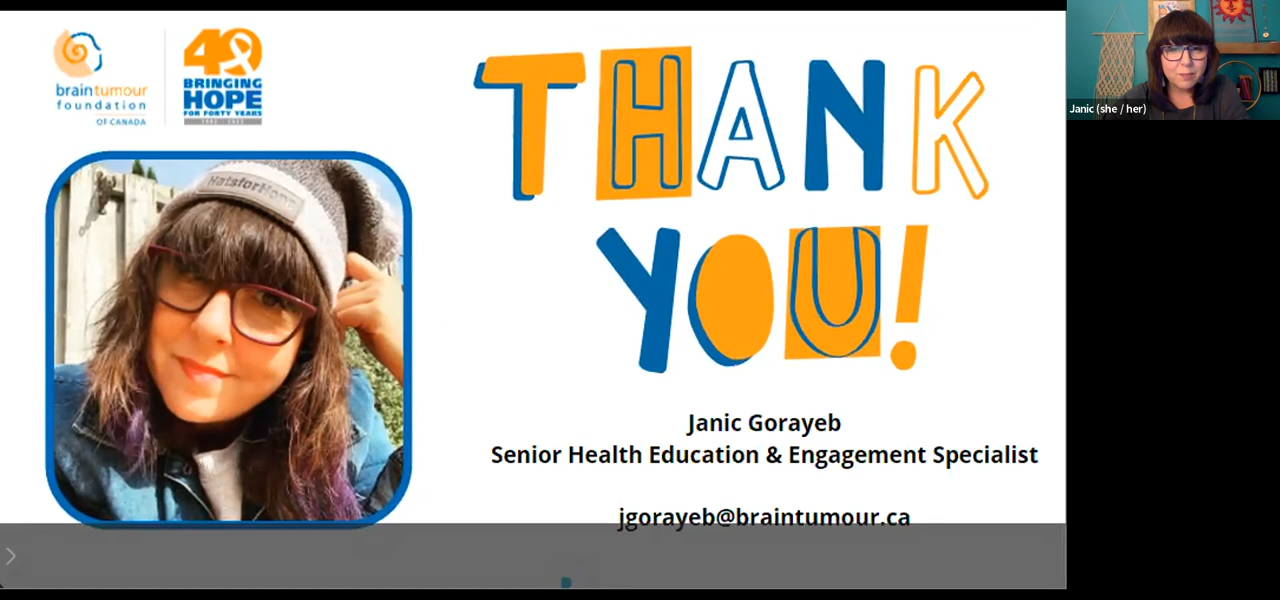 braintumour
foundation
OF CANADA
40
BRINGING
HOPE
FOR FORTY YEARS
HatsforHope
THANK
YOU!
Janic Gorayeb
Senior Health Education & Engagement Specialist
jgorayeb@braintumour.ca
Janic (she / her)